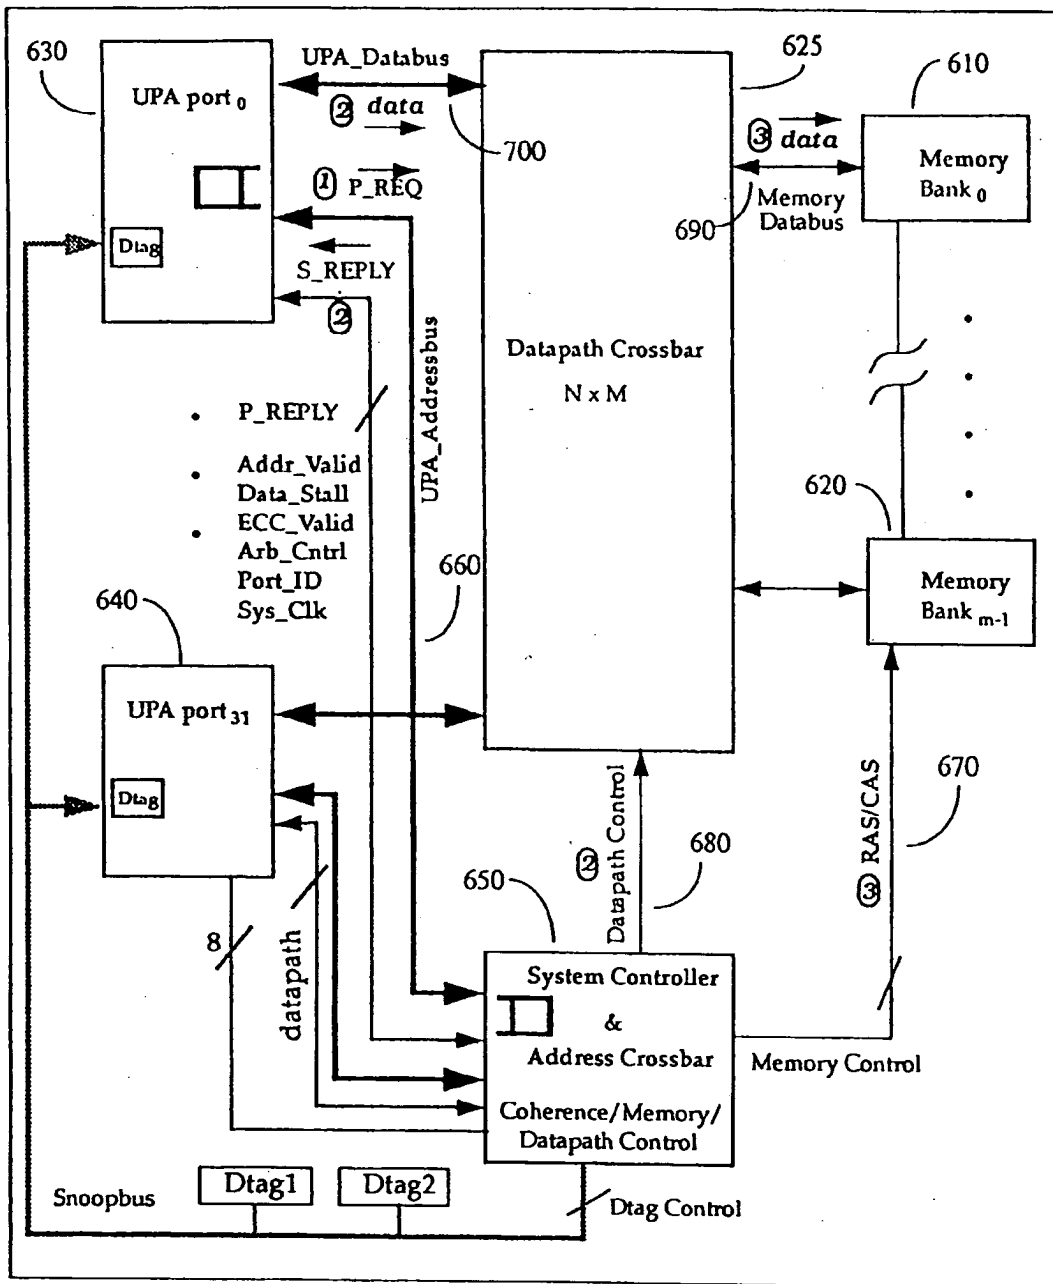 630
UPA_Databus
625
610
UPA port 0
2 data
700
3 data
Memory
Bank 0
1 P_REQ
690
Memory
Databus
Dtag
S_REPLY
2
UPA_Addressbus
Datapath Crossbar
N x M
P_REPLY
Addr_Valid
Data_Stall
ECC_Valid
Arb_Cntrl
Port_ID
Sys_Clk
620
660
Memory
Bank m-1
640
UPA port 31
Dtag
2 Datapath Control
680
3 RAS/CAS
670
650
8
datapath
System Controller
&
Address Crossbar
Memory Control
Coherence/Memory/
Datapath Control
Snoopbus
Dtag1
Dtag2
Dtag Control